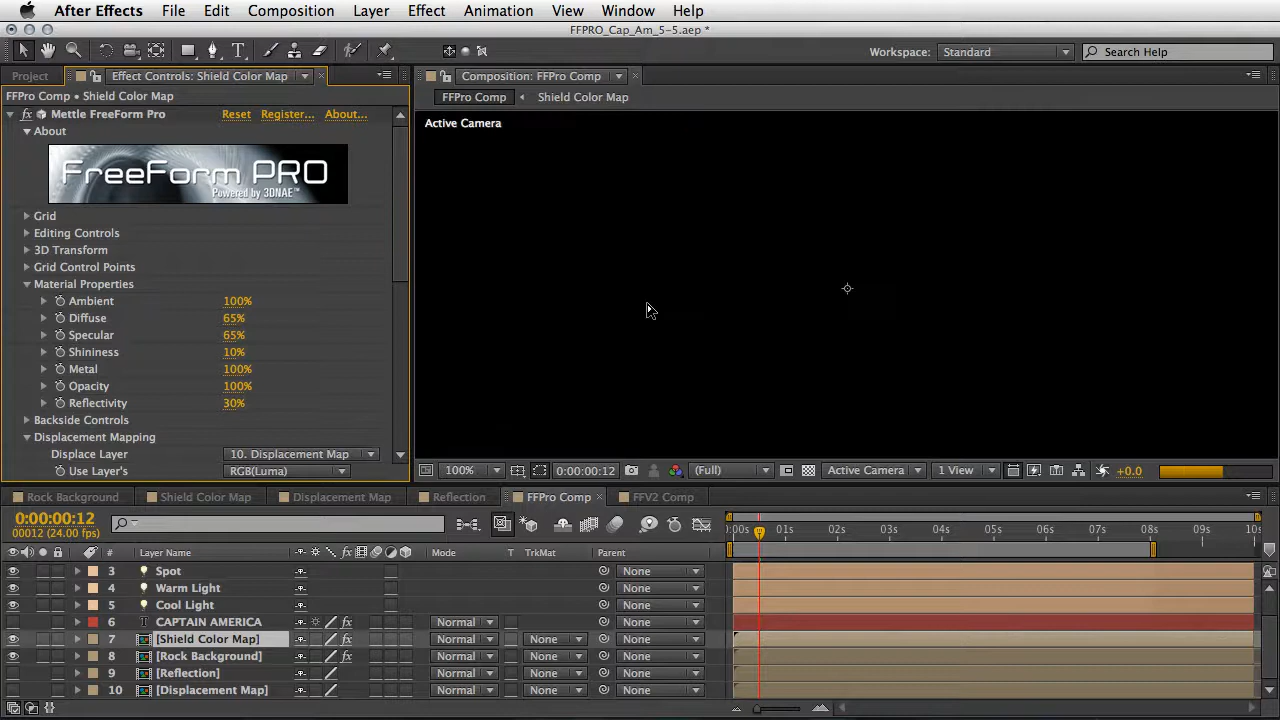 After Effects File Edit Composition Layer Effect Animation View Window Help
FFPRO_Cap_Am_5-5.aep *
Workspace: Standard Search Help
Project Effect Controls: Shield Color Map Composition: FFPro Comp
FFPro Comp • Shield Color Map
FFPro Comp Shield Color Map
Mettle FreeForm Pro Reset Register... About...
Active Camera
About
FreeForm PRO
Powered by 3DNAE™
Grid
Editing Controls
3D Transform
Grid Control Points
Material Properties
Ambient 100%
Diffuse 65%
Specular 65%
Shininess 10%
Metal 100%
Opacity 100%
Reflectivity 30%
Backside Controls
Displacement Mapping
Displace Layer 10. Displacement Map
Use Layer's RGB(Luma)
100% 0:00:00:12 (Full) Active Camera 1 View +0.0
Rock Background Shield Color Map Displacement Map Reflection FFPro Comp FFV2 Comp
0:00:00:12
00012 (24.00 fps)
0:00s 01s 02s 03s 04s 05s 06s 07s 08s 09s 10s
# Layer Name fx Mode T TrkMat Parent
3 Spot None
4 Warm Light None
5 Cool Light None
6 T CAPTAIN AMERICA fx Normal None
7 [Shield Color Map] fx Normal None None
8 [Rock Background] fx Normal None None
9 [Reflection] Normal None None
10 [Displacement Map] Normal None None